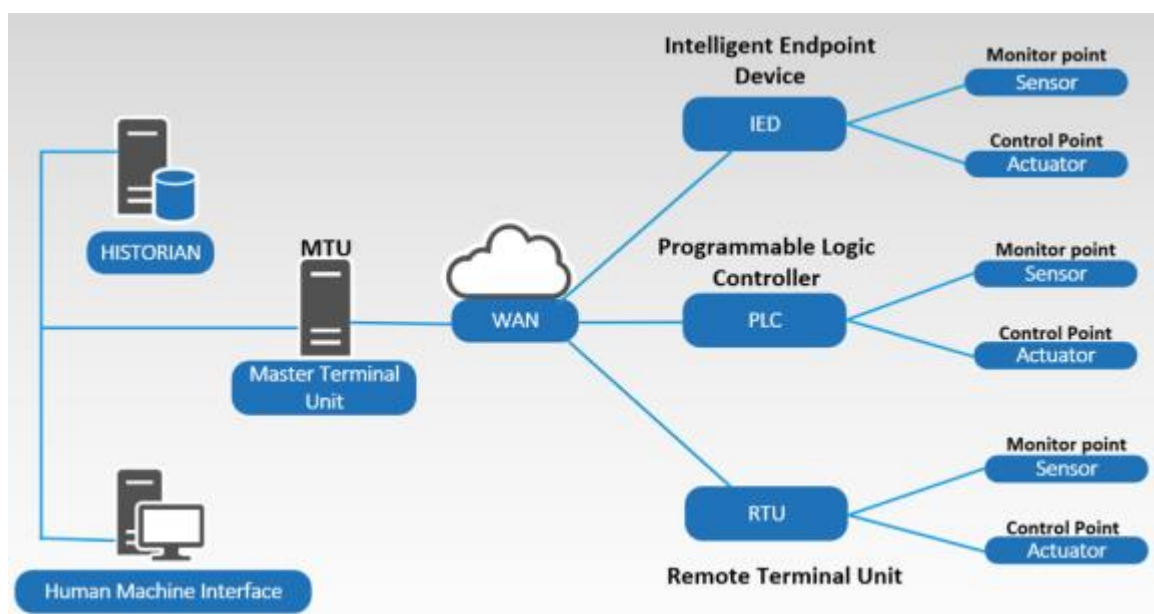 Intelligent Endpoint
Device
IED
Monitor point
Sensor
Control Point
Actuator
HISTORIAN
MTU
Master Terminal
Unit
WAN
Programmable Logic
Controller
PLC
Monitor point
Sensor
Control Point
Actuator
Human Machine Interface
RTU
Remote Terminal Unit
Monitor point
Sensor
Control Point
Actuator